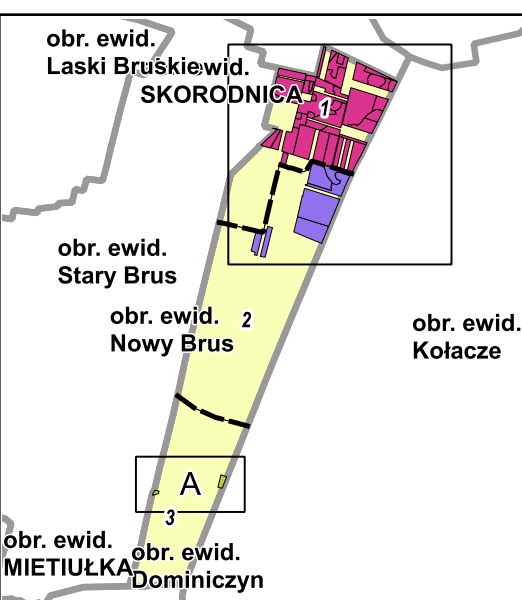 obr. ewid.
Laski Bruskie
ewid.
SKORODNICA
1
obr. ewid.
Stary Brus
obr. ewid.
Nowy Brus
2
obr. ewid.
Kołacze
A
3
obr. ewid.
MIETIUŁKA
obr. ewid.
Dominiczyn